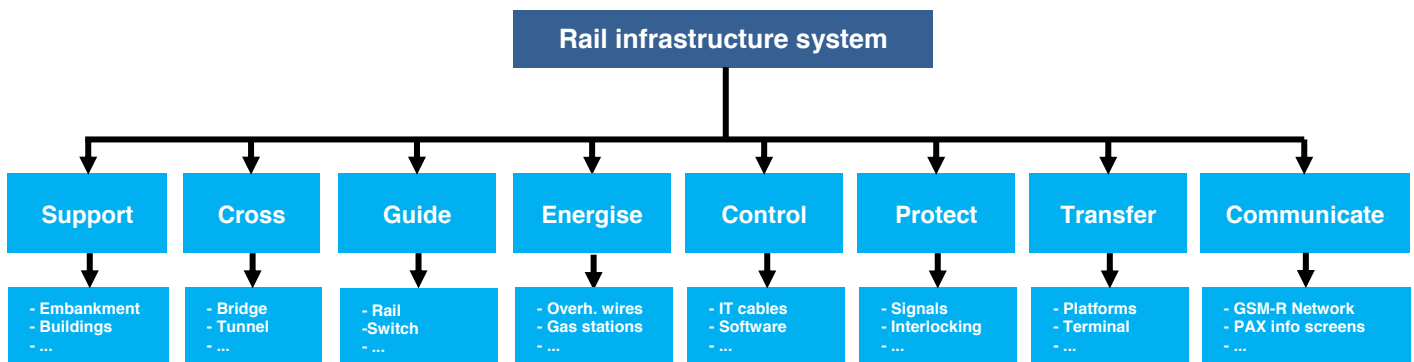 Rail infrastructure system
Support
Cross
Guide
Energise
Control
Protect
Transfer
Communicate
- Embankment
- Buildings
- ...
- Bridge
- Tunnel
- ...
- Rail
-Switch
- ...
- Overh. wires
- Gas stations
- ...
- IT cables
- Software
- ...
- Signals
- Interlocking
- ...
- Platforms
- Terminal
- ...
- GSM-R Network
- PAX info screens
- ...